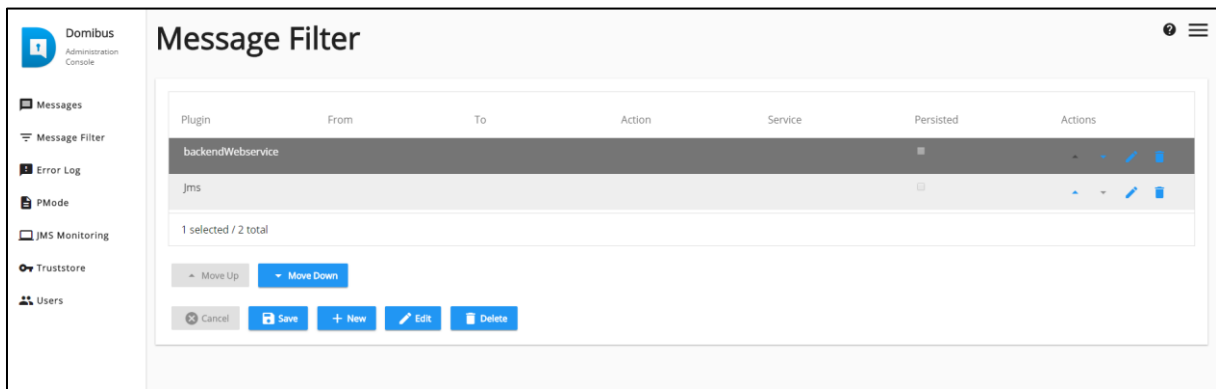 Domibus
Administration
Console
Message Filter
Messages
Message Filter
Error Log
PMode
JMS Monitoring
Truststore
Users
Plugin From To Action Service Persisted Actions
backendWebservice
Jms
1 selected / 2 total
Move Up Move Down
Cancel Save New Edit Delete